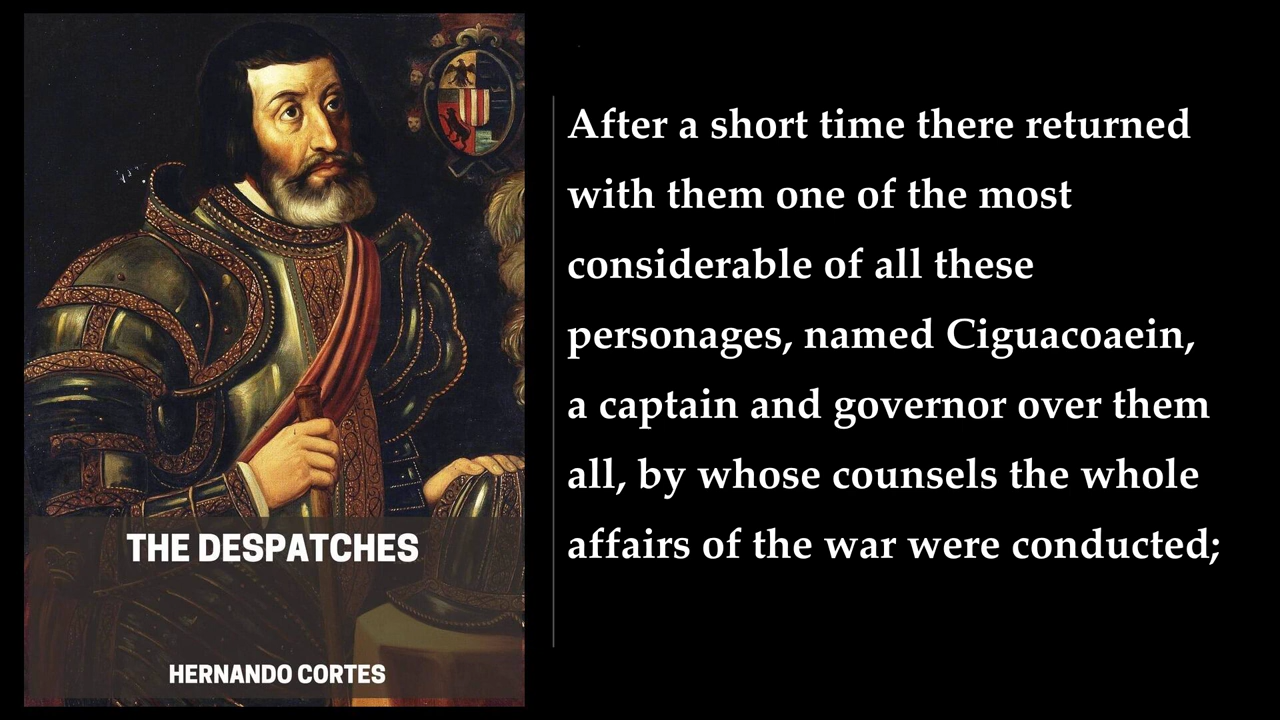 THE DESPATCHES
HERNANDO CORTES
After a short time there returned
with them one of the most
considerable of all these
personages, named Ciguacoaein,
a captain and governor over them
all, by whose counsels the whole
affairs of the war were conducted;